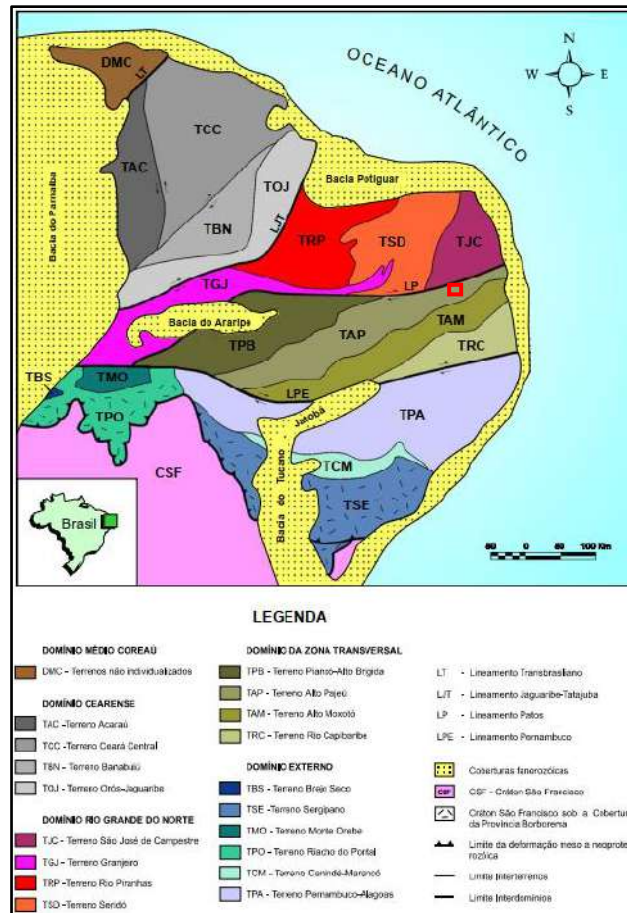 DMC
LT
OCEANO ATLÂNTICO
N
W
E
S
TCC
TAC
Bacia do Parnaíba
TOJ
Bacia Potiguar
TBN
LJT
TRP
TSD
TJC
TGJ
LP
Bacia do Araripe
TAP
TAM
TPB
TRC
TBS
TMO
LPE
TPO
Jatobá
TPA
CSF
TCM
Bacia do Tucano
TSE
Brasil
100 Km
LEGENDA
DOMÍNIO MÉDIO COREAÚ
DMC - Terrenos não individualizados
DOMÍNIO CEARENSE
TAC - Terreno Acaraú
TCC - Terreno Ceará Central
TBN - Terreno Banabuiú
TOJ - Terreno Orós-Jaguaribe
DOMÍNIO RIO GRANDE DO NORTE
TJC - Terreno São José de Campestre
TGJ - Terreno Granjeiro
TRP - Terreno Rio Piranhas
TSD - Terreno Seridó
DOMÍNIO DA ZONA TRANSVERSAL
TPB - Terreno Piancó-Alto Brígida
TAP - Terreno Alto Pajeú
TAM - Terreno Alto Moxotó
TRC - Terreno Rio Capibaribe
DOMÍNIO EXTERNO
TBS - Terreno Brejo Seco
TSE - Terreno Sergipano
TMO - Terreno Monte Orebe
TPO - Terreno Riacho do Pontal
TCM - Terreno Canindé-Marancó
TPA - Terreno Pernambuco-Alagoas
LT - Lineamento Transbrasiliano
LJT - Lineamento Jaguaribe-Tatajuba
LP - Lineamento Patos
LPE - Lineamento Pernambuco
Coberturas fanerozóicas
CSF
CSF - Cráton São Francisco
Cráton São Francisco sob a Cobertura
da Província Borborema
Limite da deformação meso a neoprote
rozóica
Limite Interterrenos
Limite Interdomínios